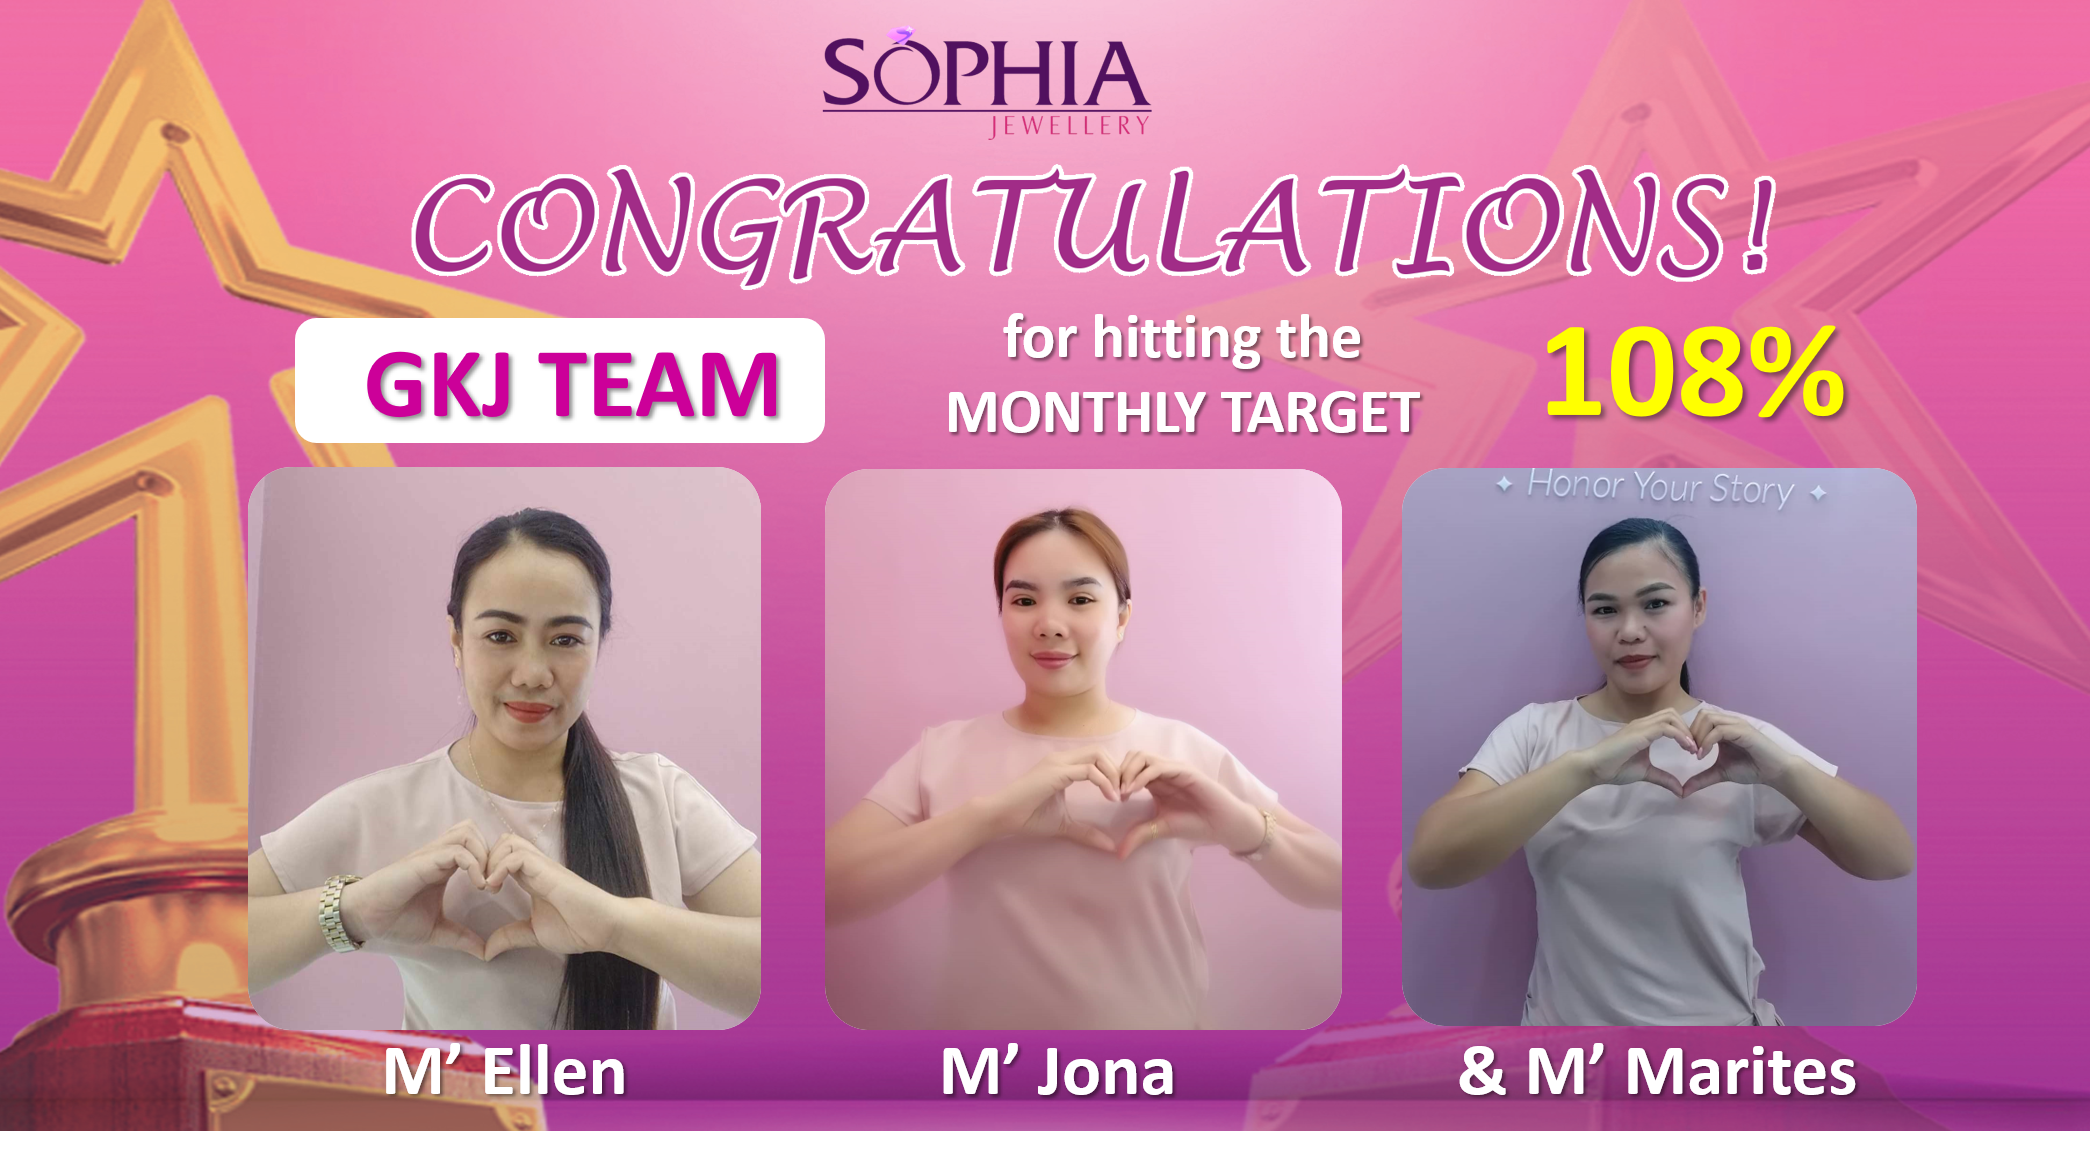 SOPHIA
JEWELLERY
CONGRATULATIONS!
GKJ TEAM
for hitting the
MONTHLY TARGET
108%
Honor Your Story
M’ Ellen
M’ Jona
& M’ Marites